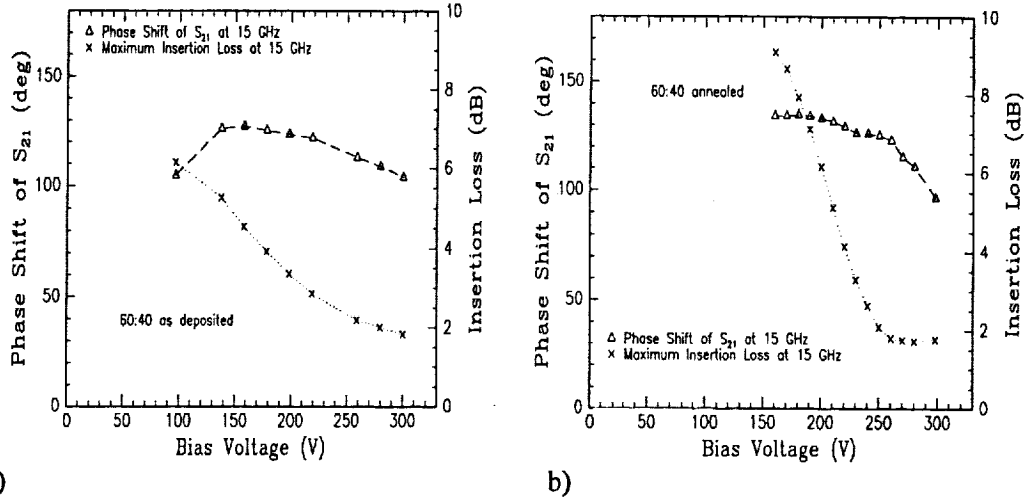 Phase Shift of S21 (deg)
150
100
50
0
△ Phase Shift of S21 at 15 GHz
× Maximum Insertion Loss at 15 GHz
60:40 as deposited
10
8
6
4
2
0
Insertion Loss (dB)
0 50 100 150 200 250 300
Bias Voltage (V)
)
Phase Shift of S21 (deg)
150
100
50
0
60:40 annealed
△ Phase Shift of S21 at 15 GHz
× Maximum Insertion Loss at 15 GHz
10
8
6
4
2
0
Insertion Loss (dB)
0 50 100 150 200 250 300
Bias Voltage (V)
b)